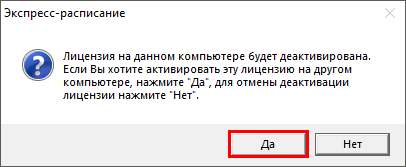 Экспресс-расписание
Лицензия на данном компьютере будет деактивирована.
Если Вы хотите активировать эту лицензию на другом
компьютере, нажмите "Да", для отмены деактивации
лицензии нажмите "Нет".
Да
Нет